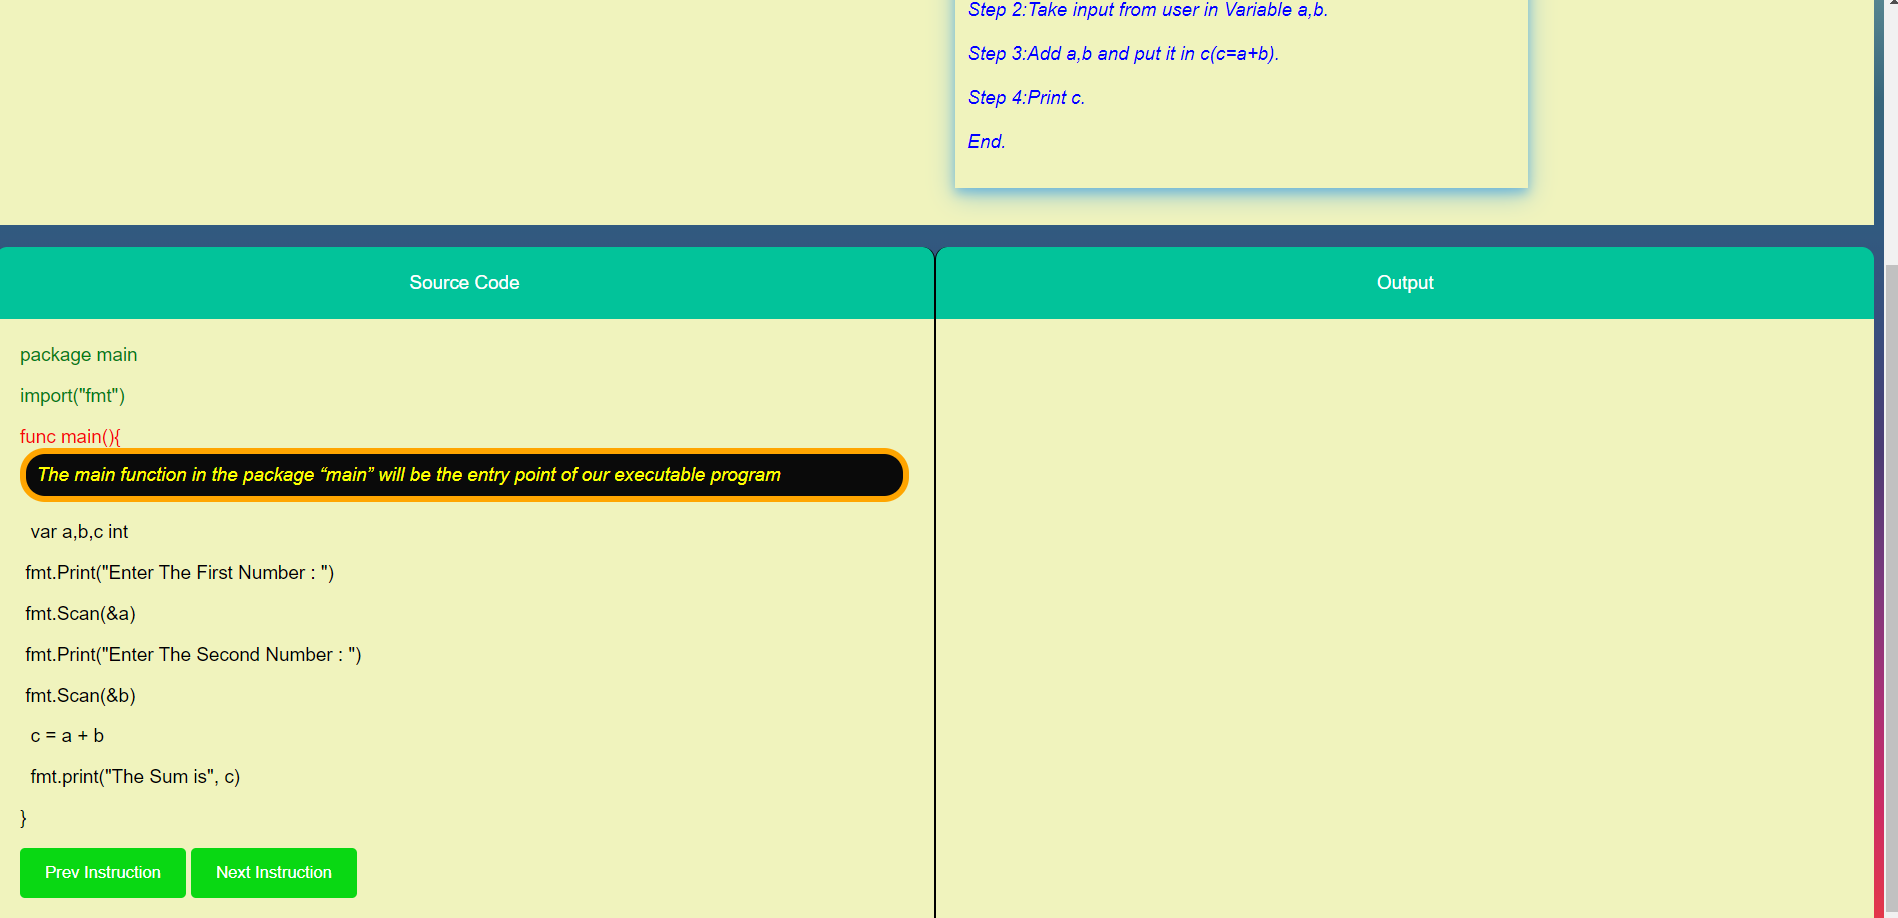 Step 2:Take input from user in Variable a,b.
Step 3:Add a,b and put it in c(c=a+b).
Step 4:Print c.
End.
Source Code
Output
package main
import("fmt")
func main(){
The main function in the package “main” will be the entry point of our executable program
var a,b,c int
fmt.Print("Enter The First Number : ")
fmt.Scan(&a)
fmt.Print("Enter The Second Number : ")
fmt.Scan(&b)
c = a + b
fmt.print("The Sum is", c)
}
Prev Instruction
Next Instruction